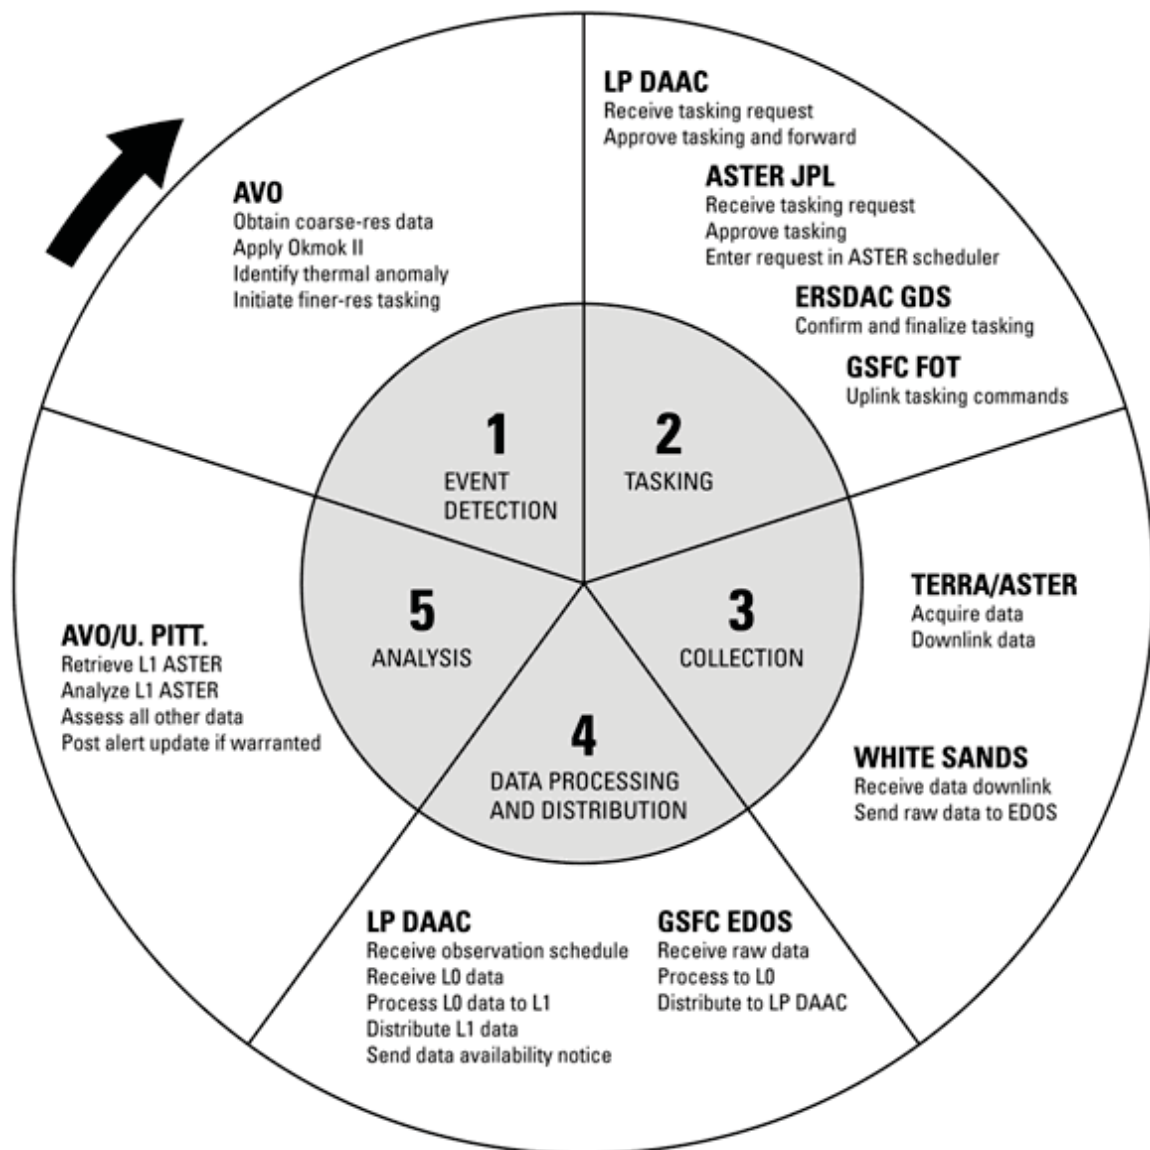 AVO
Obtain coarse-res data
Apply Okmok II
Identify thermal anomaly
Initiate finer-res tasking
1
EVENT
DETECTION
LP DAAC
Receive tasking request
Approve tasking and forward
ASTER JPL
Receive tasking request
Approve tasking
Enter request in ASTER scheduler
ERSDAC GDS
Confirm and finalize tasking
GSFC FOT
Uplink tasking commands
2
TASKING
TERRA/ASTER
Acquire data
Downlink data
WHITE SANDS
Receive data downlink
Send raw data to EDOS
3
COLLECTION
4
DATA PROCESSING
AND DISTRIBUTION
GSFC EDOS
Receive raw data
Process to L0
Distribute to LP DAAC
LP DAAC
Receive observation schedule
Receive L0 data
Process L0 data to L1
Distribute L1 data
Send data availability notice
5
ANALYSIS
AVO/U. PITT.
Retrieve L1 ASTER
Analyze L1 ASTER
Assess all other data
Post alert update if warranted